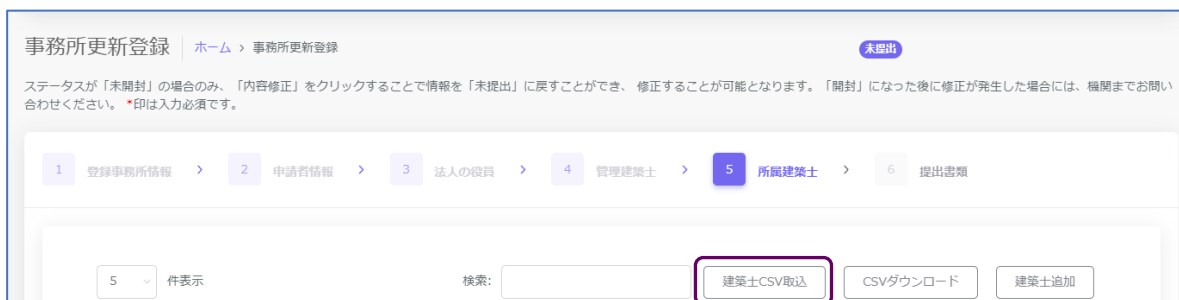 事務所更新登録 ホーム > 事務所更新登録 未提出
ステータスが「未開封」の場合のみ、「内容修正」をクリックすることで情報を「未提出」に戻すことができ、 修正することが可能となります。「開封」になった後に修正が発生した場合には、機関までお問い
合わせください。 *印は入力必須です。
1 登録事務所情報 > 2 申請者情報 > 3 法人の役員 > 4 管理建築士 > 5 所属建築士 > 6 提出書類
5 件表示 検索: 建築士CSV取込 CSVダウンロード 建築士追加